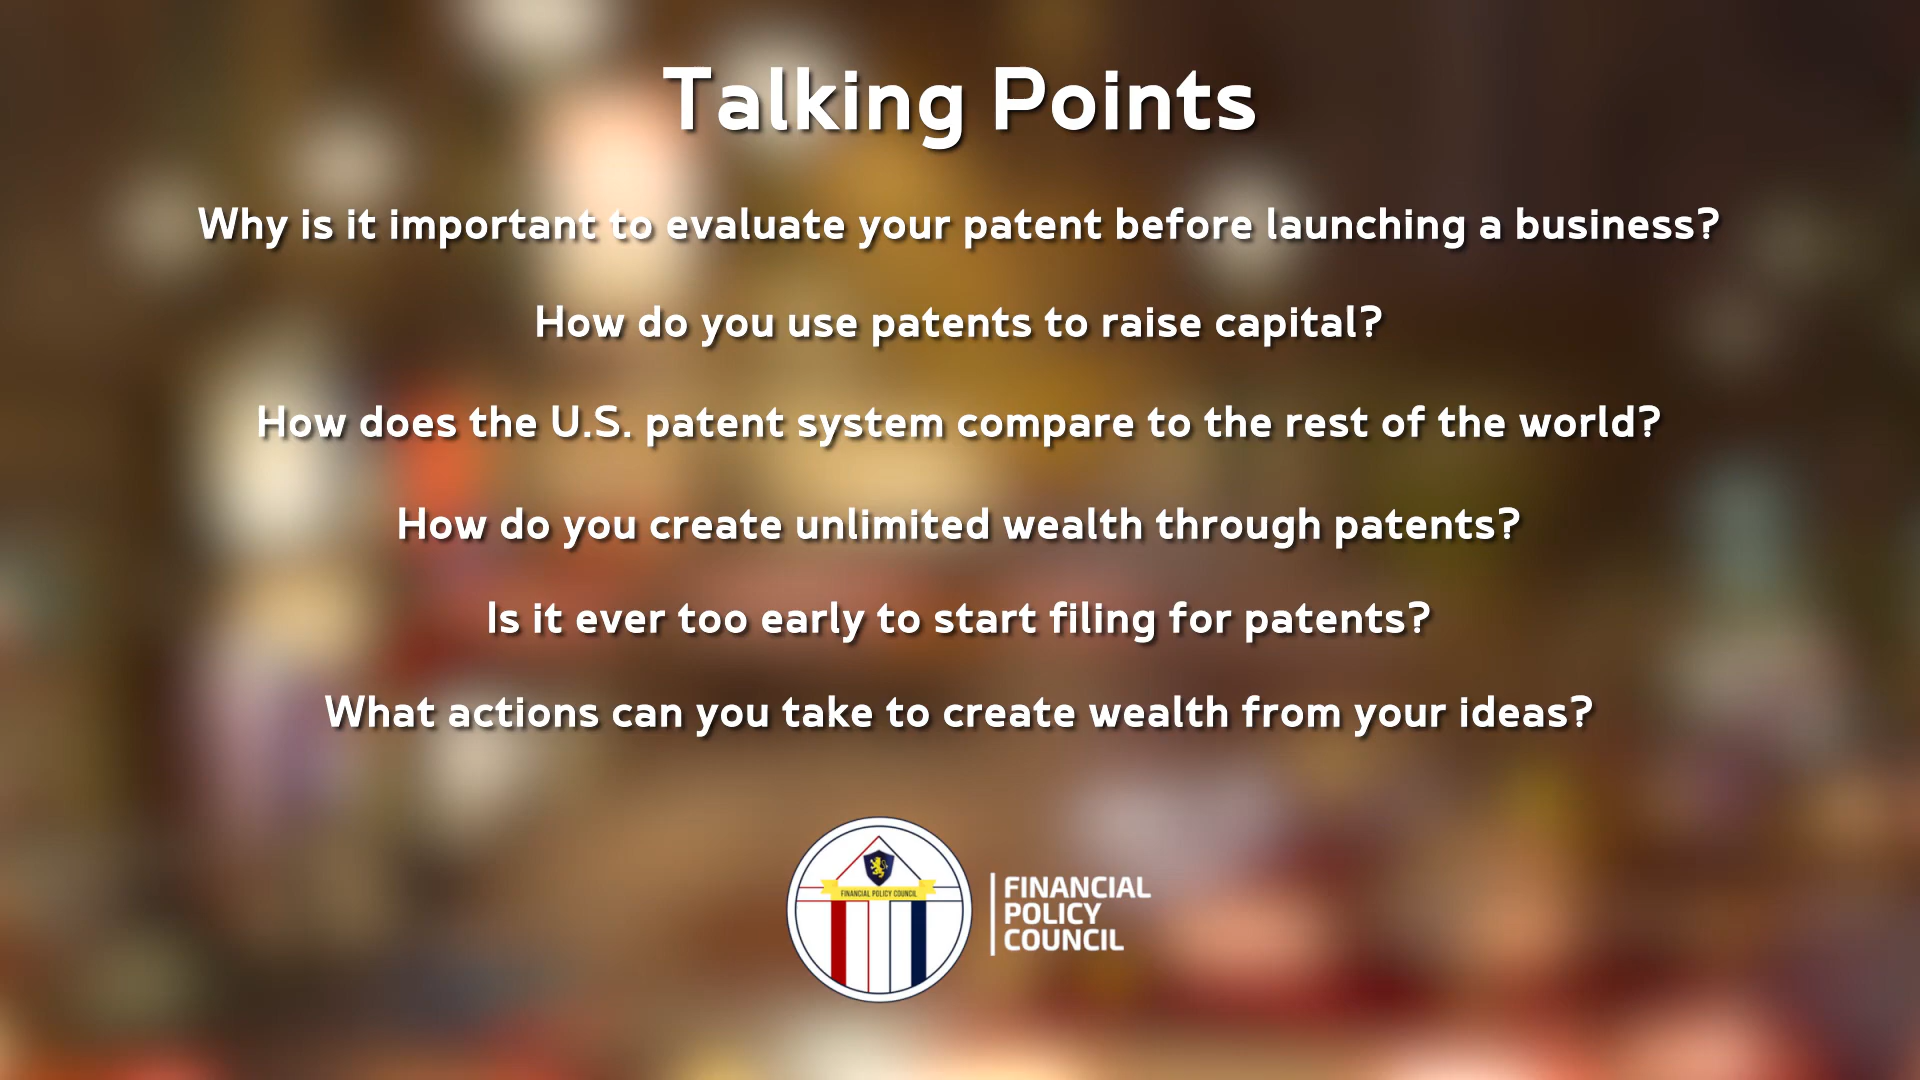 Talking Points
Why is it important to evaluate your patent before launching a business?
How do you use patents to raise capital?
How does the U.S. patent system compare to the rest of the world?
How do you create unlimited wealth through patents?
Is it ever too early to start filing for patents?
What actions can you take to create wealth from your ideas?
FINANCIAL POLICY COUNCIL
FINANCIAL
POLICY
COUNCIL